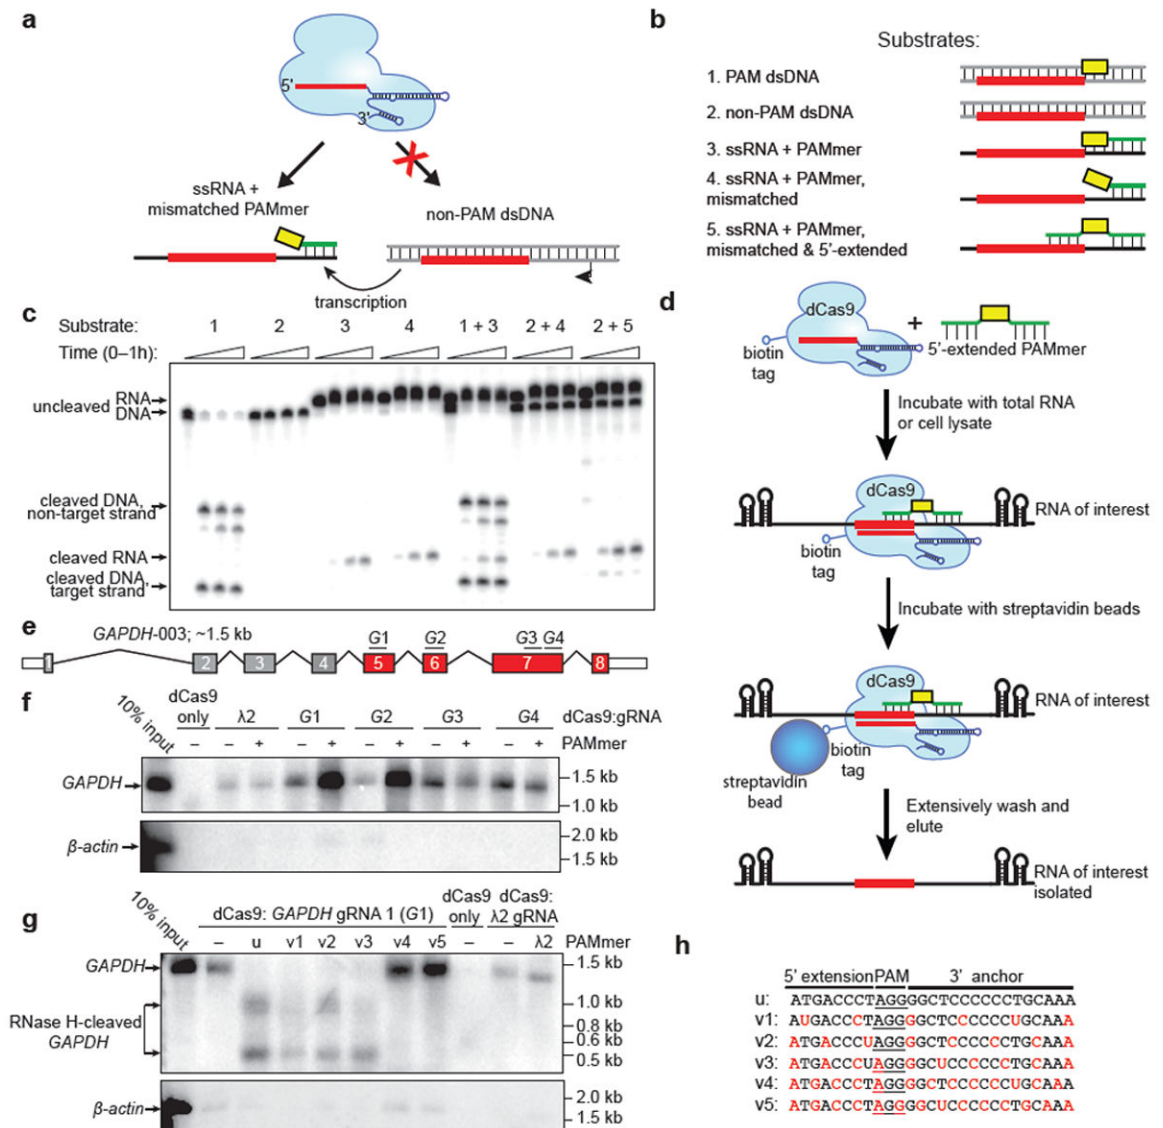 a
5'
3'
ssRNA +
mismatched PAMmer
non-PAM dsDNA
transcription
b
Substrates:
1. PAM dsDNA
2. non-PAM dsDNA
3. ssRNA + PAMmer
4. ssRNA + PAMmer,
mismatched
5. ssRNA + PAMmer,
mismatched & 5'-extended
c
Substrate: 1 2 3 4 1 + 3 2 + 4 2 + 5
Time (0–1h):
uncleaved RNA
DNA
cleaved DNA,
non-target strand
cleaved RNA
cleaved DNA,
target strand
d
dCas9
+
biotin
tag
5'-extended PAMmer
Incubate with total RNA
or cell lysate
dCas9
RNA of interest
biotin
tag
Incubate with streptavidin beads
dCas9
RNA of interest
biotin
tag
streptavidin
bead
Extensively wash and
elute
RNA of interest
isolated
e
GAPDH-003; ~1.5 kb
G1 G2 G3 G4
2 3 4 5 6 7 8
f
10% input
dCas9
only λ2 G1 G2 G3 G4 dCas9:gRNA
– – + – + – + – + – + PAMmer
GAPDH
1.5 kb
1.0 kb
β-actin
2.0 kb
1.5 kb
g
10% input
dCas9: GAPDH gRNA 1 (G1)
dCas9
only
dCas9:
λ2 gRNA
– u v1 v2 v3 v4 v5 – – λ2 PAMmer
GAPDH
RNase H-cleaved
GAPDH
1.5 kb
1.0 kb
0.8 kb
0.6 kb
0.5 kb
β-actin
2.0 kb
1.5 kb
h
5' extension PAM 3' anchor
u: ATGACCCTAGGGGCTCCCCCCTGCAAA
v1: AUGACCCTAGGGGCTCCCCCCUGCAAA
v2: ATGACCCUAGGGGCTCCCCCCTGCAAA
v3: ATGACCCUAGGGGCUCCCCCCTGCAAA
v4: ATGACCCTAGGGGCTCCCCCCUGCAAA
v5: ATGACCCTAGGGGCUCCCCCCTGCAAA